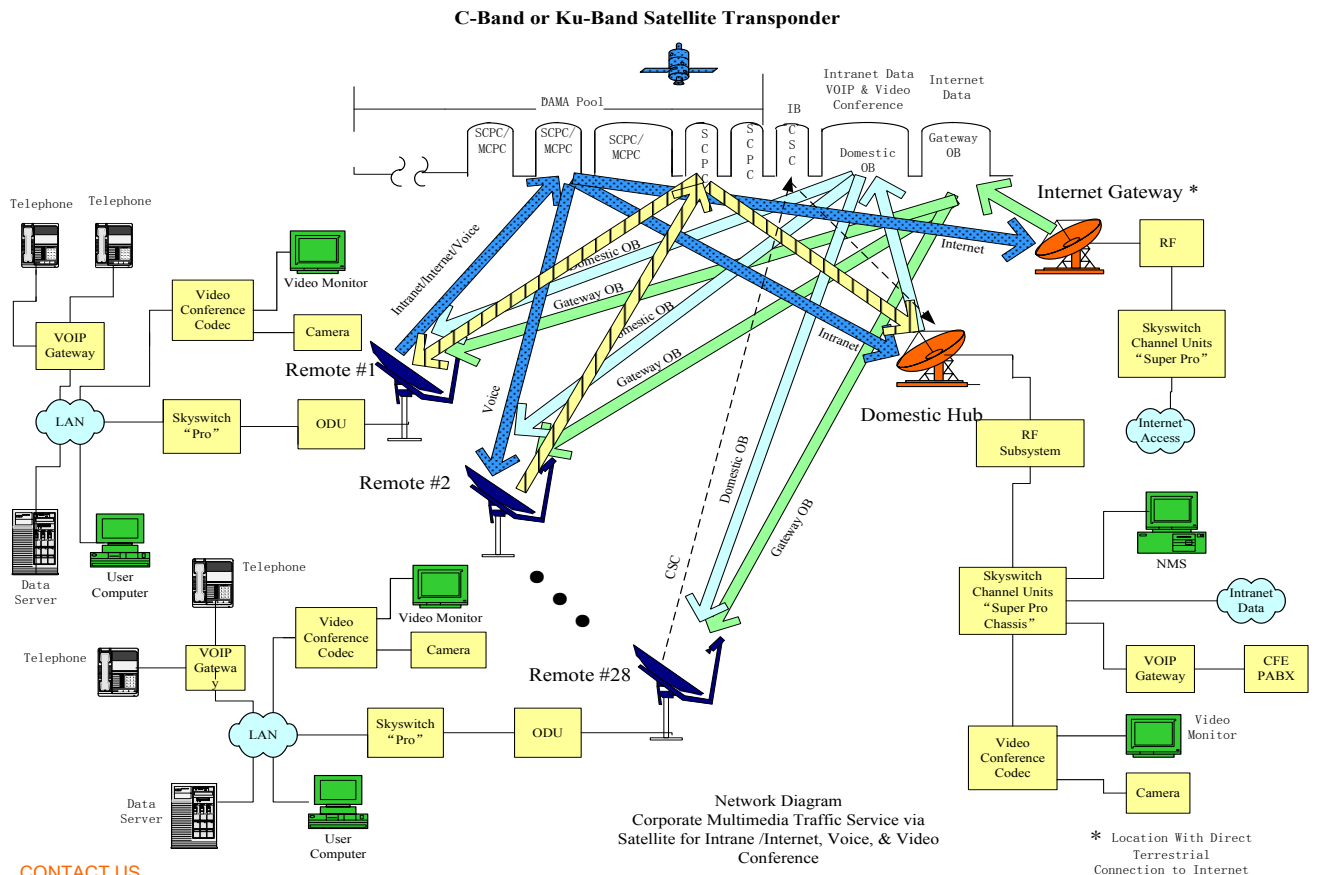 C-Band or Ku-Band Satellite Transponder
DAMA Pool
IB
Intranet Data
VOIP & Video
Conference
Internet
Data
SCPC/
MCPC
SCPC/
MCPC
SCPC/
MCPC
S
C
P
C
S
C
P
C
C
S
C
Domestic
OB
Gateway
OB
Internet Gateway *
RF
Skyswitch
Channel Units
“Super Pro”
Internet
Access
Telephone
Telephone
VOIP
Gateway
Video
Conference
Codec
Video Monitor
Camera
Remote #1
LAN
Skyswitch
“Pro”
ODU
Data
Server
User
Computer
Intranet/Internet/Voice
Domestic OB
Gateway OB
Domestic OB
Gateway OB
Voice
Internet
Intranet
Domestic OB
Gateway OB
CSC
Remote #2
Domestic Hub
RF
Subsystem
NMS
Skyswitch
Channel Units
“Super Pro
Chassis”
Intranet
Data
VOIP
Gateway
CFE
PABX
Video
Conference
Codec
Video
Monitor
Camera
Telephone
Telephone
VOIP
Gatewa
y
Video
Conference
Codec
Video Monitor
Camera
Remote #28
LAN
Skyswitch
“Pro”
ODU
Data
Server
User
Computer
Network Diagram
Corporate Multimedia Traffic Service via
Satellite for Intrane /Internet, Voice, & Video
Conference
* Location With Direct
Terrestrial
Connection to Internet
CONTACT US